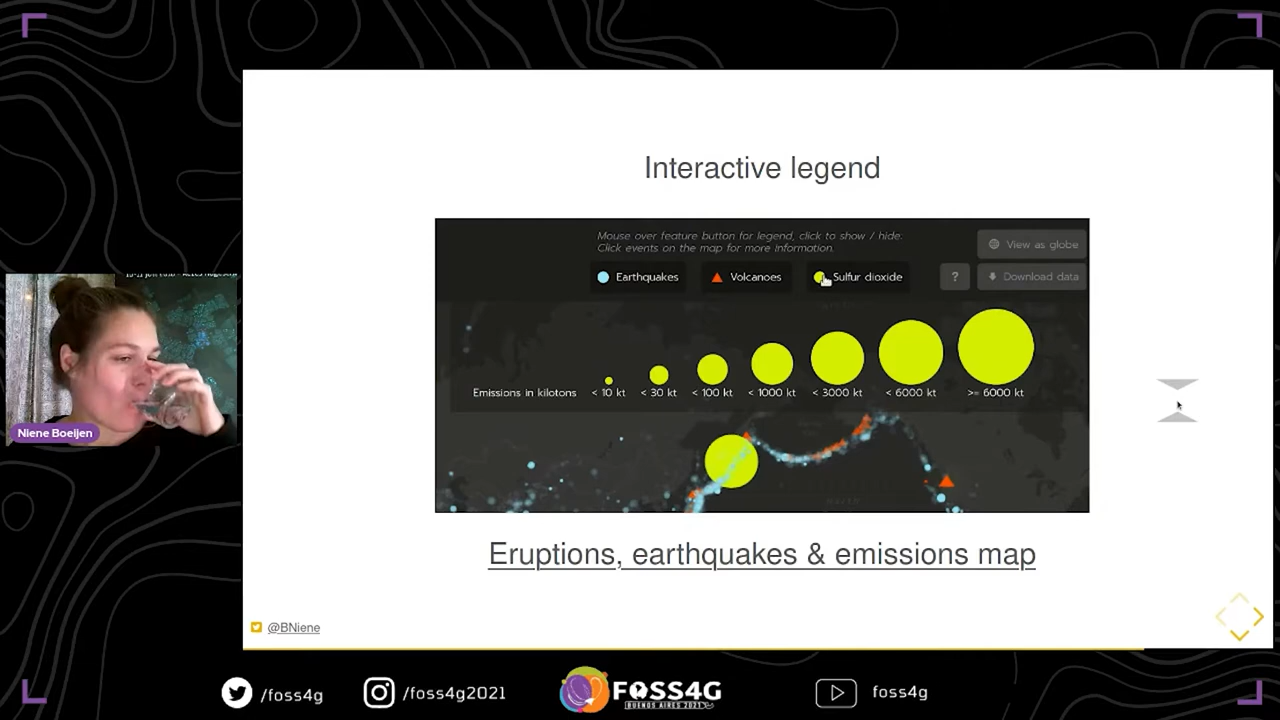 Interactive legend
Mouse over feature button for legend, click to show / hide.
Click events on the map for more information.
View as globe
Earthquakes
Volcanoes
Sulfur dioxide
?
Download data
Emissions in kilotons
< 10 kt
< 30 kt
< 100 kt
< 1000 kt
< 3000 kt
< 6000 kt
>= 6000 kt
Niene Boeijen
Eruptions, earthquakes & emissions map
@BNiene
/foss4g
/foss4g2021
FOSS4G
BUENOS AIRES 2021
foss4g